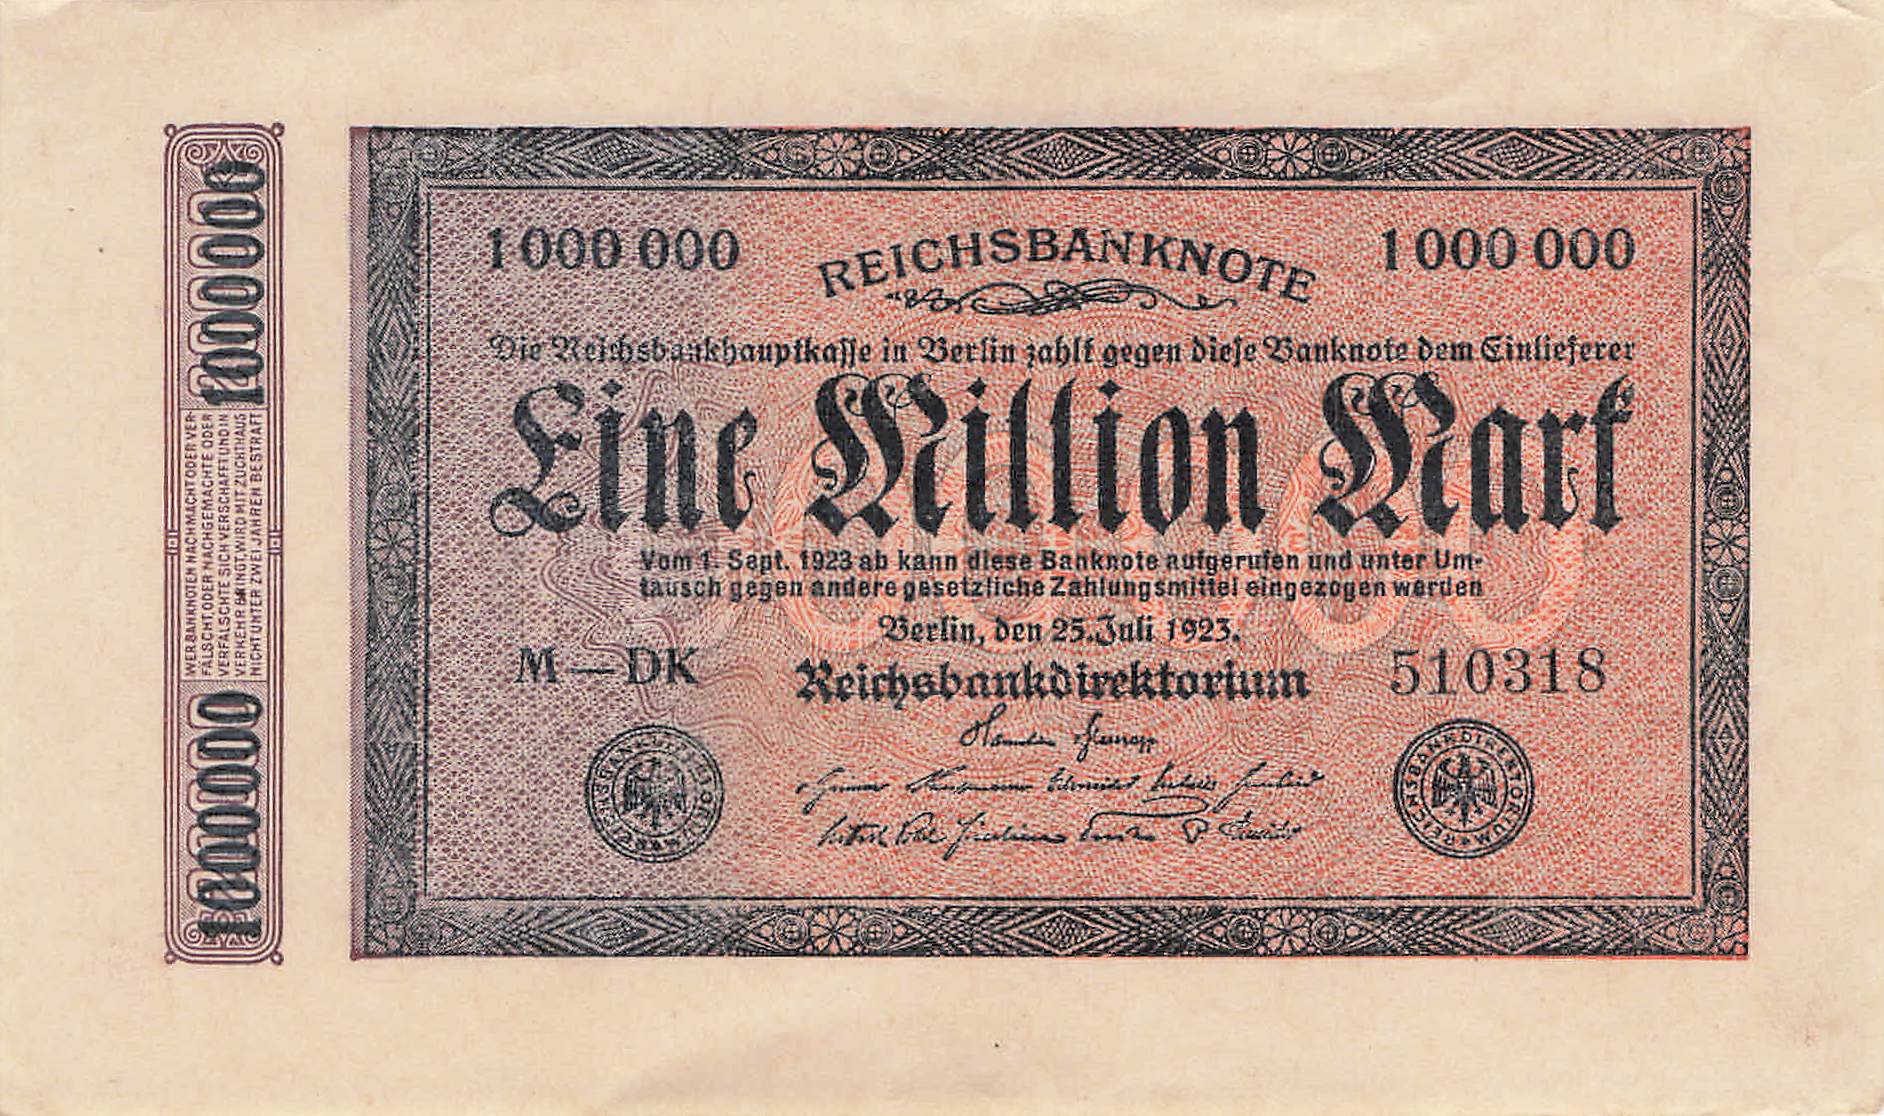 1000000
WER BANKNOTEN NACHMACHT ODER VER-
FÄLSCHT ODER NACHGEMACHTE ODER
VERFÄLSCHTE SICH VERSCHAFFT UND IN
VERKEHR BRINGT WIRD MIT ZUCHTHAUS
NICHT UNTER ZWEI JAHREN BESTRAFT
1000000
1 000 000 REICHSBANKNOTE 1 000 000
Die Reichsbankhauptkasse in Berlin zahlt gegen diese Banknote dem Einlieferer
Eine Million Mark
Vom 1. Sept. 1923 ab kann diese Banknote aufgerufen und unter Um-
tausch gegen andere gesetzliche Zahlungsmittel eingezogen werden
Berlin, den 25. Juli 1923.
M—DK Reichsbankdirektorium 510318
REICHSBANKDIREKTORIUM
REICHSBANKDIREKTORIUM